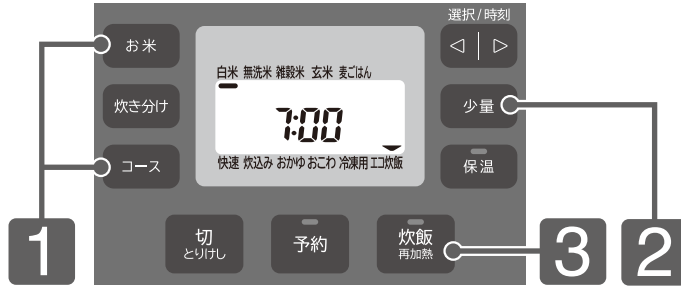 選択/時刻
お米
白米 無洗米 雑穀米 玄米 麦ごはん
炊き分け
7:00
少量
コース
快速 炊込み おかゆ おこわ 冷凍用 エコ炊飯
保温
切
とりけし
予約
炊飯
再加熱
1
3
2